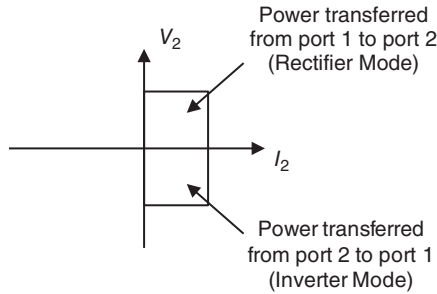 Power transferred
from port 1 to port 2
(Rectifier Mode)
V2
I2
Power transferred
from port 2 to port 1
(Inverter Mode)